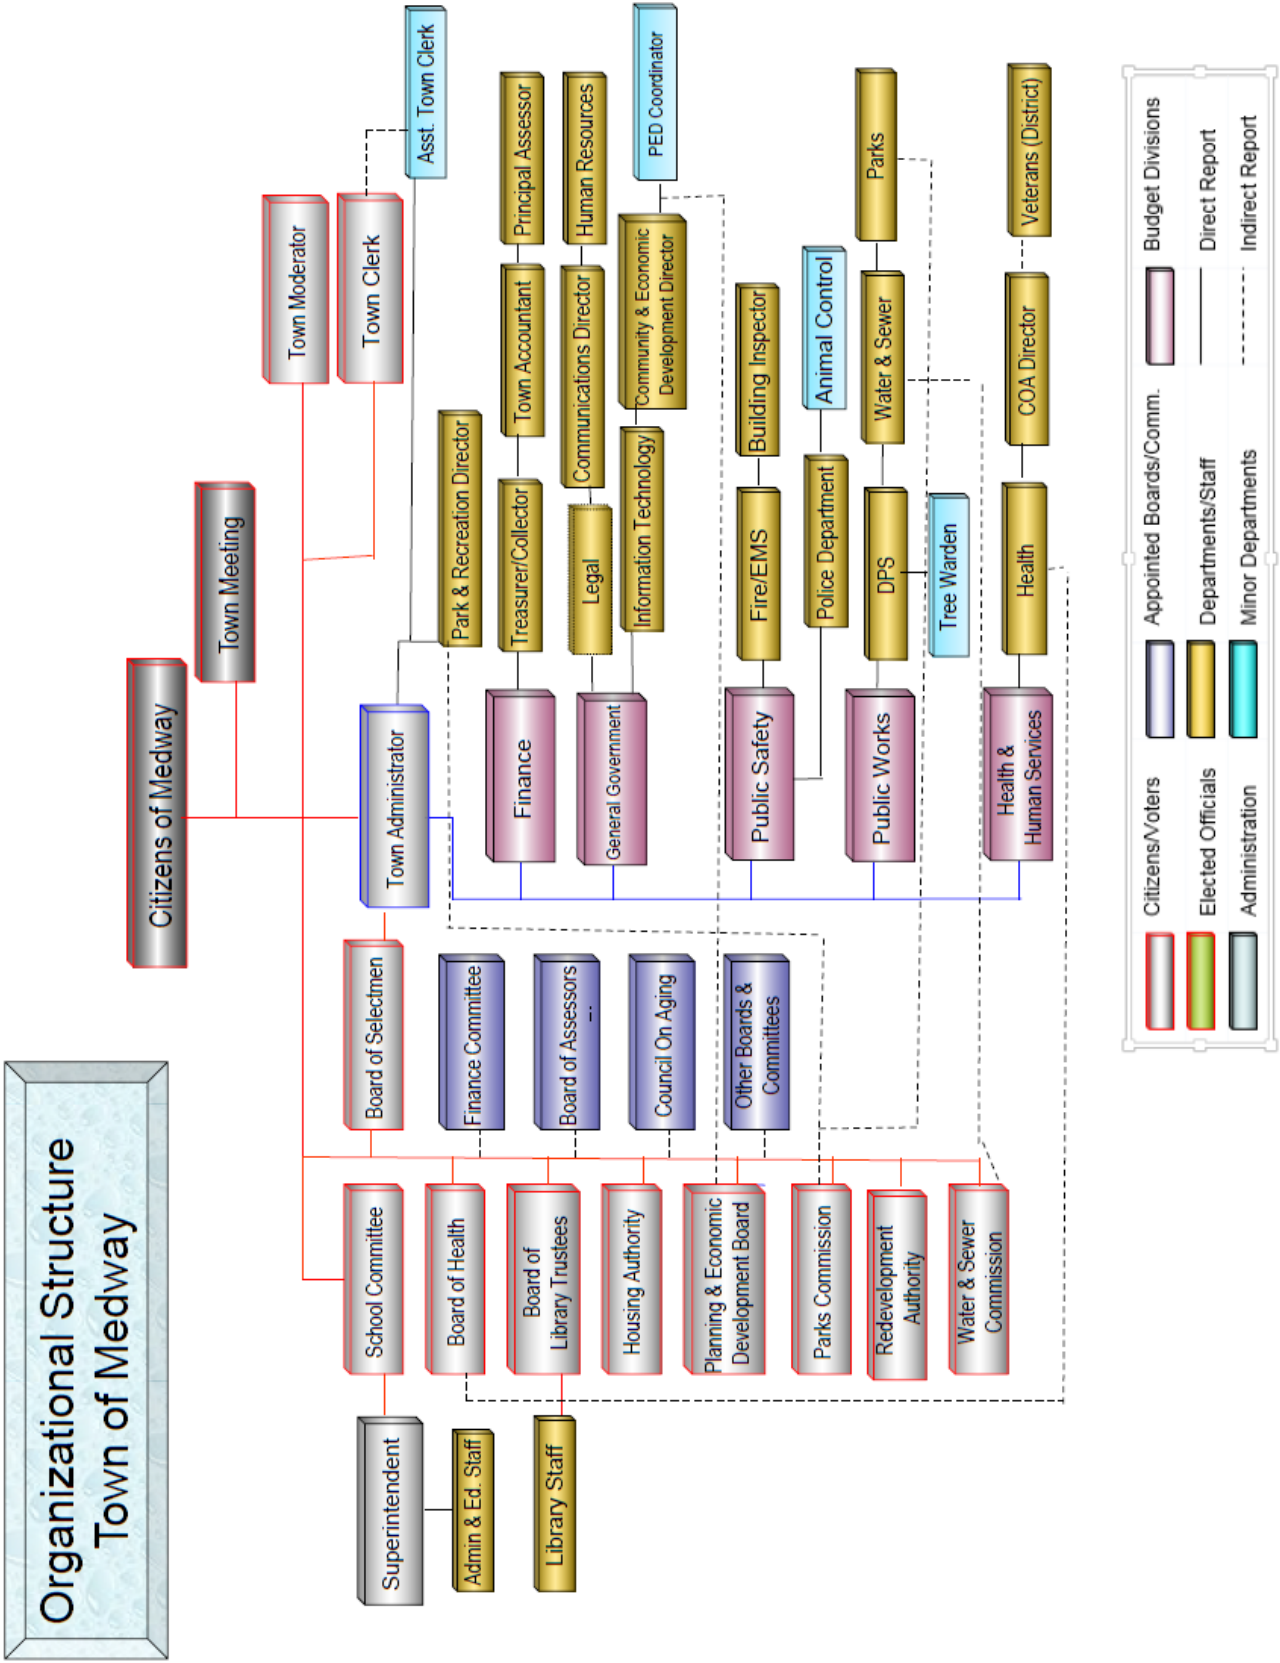 Organizational Structure
Town of Medway
Citizens of Medway
Town Meeting
Town Moderator
Town Clerk
Asst. Town Clerk
School Committee
Board of Selectmen
Town Administrator
Superintendent
Admin & Ed. Staff
Library Staff
Board of Health
Board of
Library Trustees
Housing Authority
Planning & Economic
Development Board
Parks Commission
Redevelopment
Authority
Water & Sewer
Commission
Finance Committee
Board of Assessors
Council On Aging
Other Boards &
Committees
Park & Recreation Director
Finance
Treasurer/Collector
Town Accountant
Principal Assessor
General Government
Legal
Communications Director
Human Resources
Information Technology
Community & Economic
Development Director
PED Coordinator
Public Safety
Fire/EMS
Building Inspector
Police Department
Animal Control
Public Works
DPS
Water & Sewer
Parks
Tree Warden
Health &
Human Services
Health
COA Director
Veterans (District)
Citizens/Voters
Appointed Boards/Comm.
Budget Divisions
Elected Officials
Departments/Staff
Direct Report
Administration
Minor Departments
Indirect Report